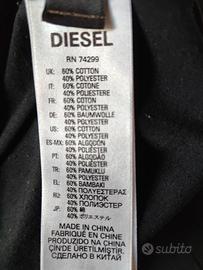 DIESEL
RN 74299
UK: 60% COTTON
40% POLYESTER
IT: 60% COTONE
40% POLIESTERE
FR: 60% COTON
40% POLYESTER
DE: 60% BAUMWOLLE
40% POLYESTER
US: 60% COTTON
40% POLYESTER
ES-MX: 60% ALGODÓN
40% POLIÉSTER
PT: 60% ALGODÃO
40% POLIÉSTER
TR: 60% PAMUKLU
40% POLYESTER
EL: 60% ΒΑΜΒΑΚΙ
40% ΠΟΛΥΕΣΤΕΡΑΣ
RU: 60% ХЛОПОК
40% ПОЛИЭСТЕР
JP: 60% 綿
40% ポリエステル
MADE IN CHINA
FABRIQUÉ EN CHINE
PRODUZIDO NA CHINA
ÇİN'DE ÜRETİLMİŞTİR
СДЕЛАНО В КИТАЕ
subito